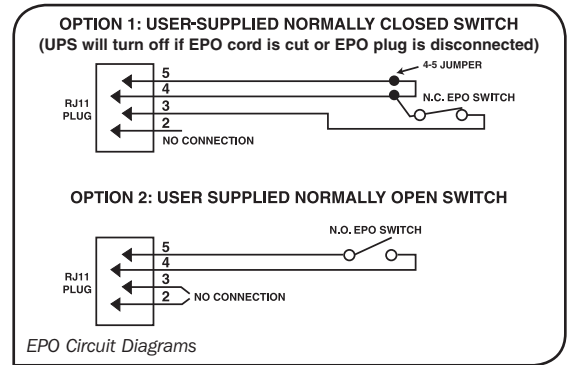 OPTION 1: USER-SUPPLIED NORMALLY CLOSED SWITCH
(UPS will turn off if EPO cord is cut or EPO plug is disconnected)
4-5 JUMPER
5
4
N.C. EPO SWITCH
RJ11
PLUG
3
2
NO CONNECTION
OPTION 2: USER SUPPLIED NORMALLY OPEN SWITCH
N.O. EPO SWITCH
5
4
RJ11
PLUG
3
2
NO CONNECTION
EPO Circuit Diagrams